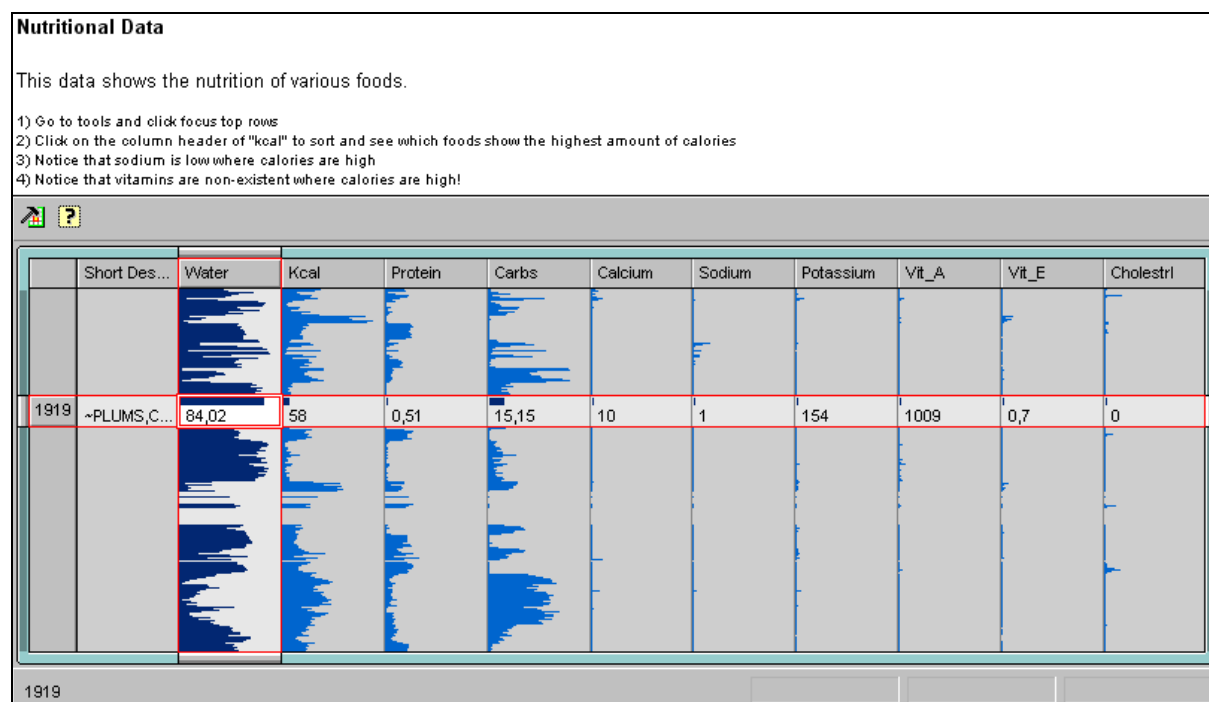 Nutritional Data
This data shows the nutrition of various foods.
1) Go to tools and click focus top rows
2) Click on the column header of "kcal" to sort and see which foods show the highest amount of calories
3) Notice that sodium is low where calories are high
4) Notice that vitamins are non-existent where calories are high!
?
Short Des... Water Kcal Protein Carbs Calcium Sodium Potassium Vit_A Vit_E Cholestrl
1919 ~PLUMS,C... 84,02 58 0,51 15,15 10 1 154 1009 0,7 0
1919